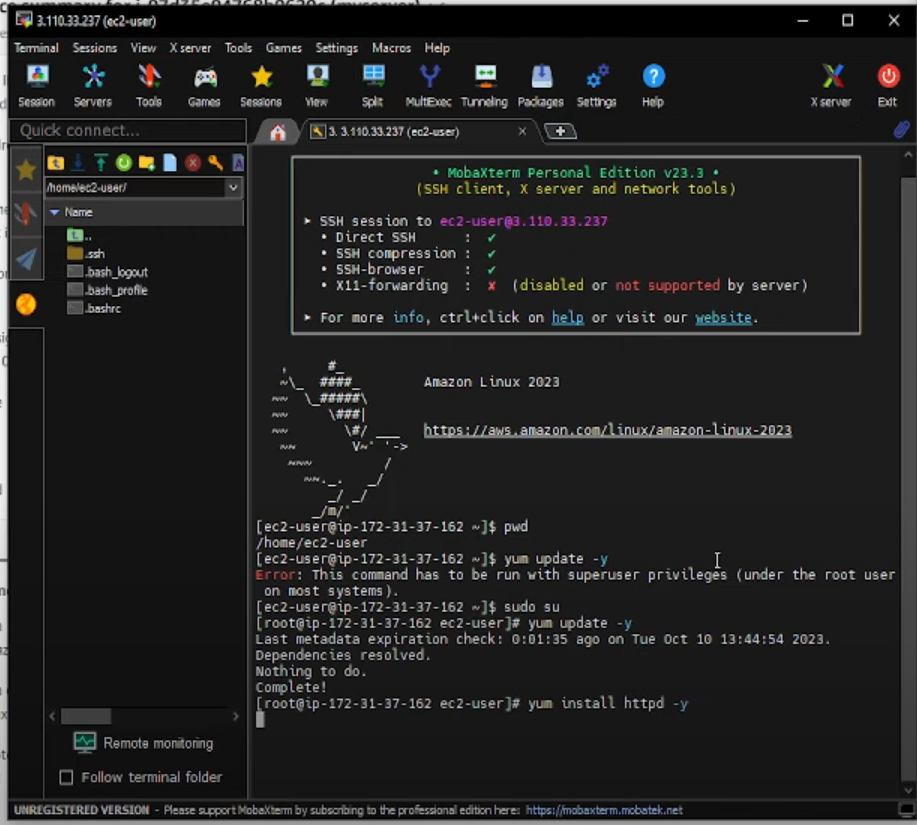 3.110.33.237 (ec2-user)
Terminal Sessions View X server Tools Games Settings Macros Help
Session Servers Tools Games Sessions View Split MultiExec Tunneling Packages Settings Help X server Exit
Quick connect...
3. 3.110.33.237 (ec2-user)
/home/ec2-user/
Name
..
.ssh
.bash_logout
.bash_profile
.bashrc
• MobaXterm Personal Edition v23.3 •
(SSH client, X server and network tools)
➤ SSH session to ec2-user@3.110.33.237
• Direct SSH : ✔
• SSH compression : ✔
• SSH-browser : ✔
• X11-forwarding : ✘ (disabled or not supported by server)
➤ For more info, ctrl+click on help or visit our website.
Amazon Linux 2023
https://aws.amazon.com/linux/amazon-linux-2023
[ec2-user@ip-172-31-37-162 ~]$ pwd
/home/ec2-user
[ec2-user@ip-172-31-37-162 ~]$ yum update -y
Error: This command has to be run with superuser privileges (under the root user
on most systems).
[ec2-user@ip-172-31-37-162 ~]$ sudo su
[root@ip-172-31-37-162 ec2-user]# yum update -y
Last metadata expiration check: 0:01:35 ago on Tue Oct 10 13:44:54 2023.
Dependencies resolved.
Nothing to do.
Complete!
[root@ip-172-31-37-162 ec2-user]# yum install httpd -y
Remote monitoring
Follow terminal folder
UNREGISTERED VERSION - Please support MobaXterm by subscribing to the professional edition here: https://mobaxterm.mobatek.net